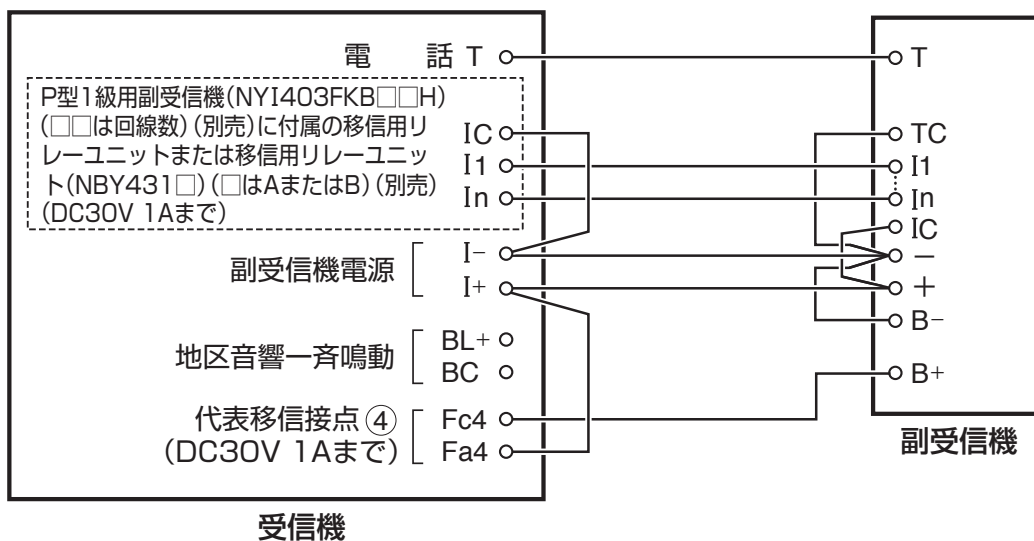 電　話 T
P型1級用副受信機(NYI403FKB□□H)
(□□は回線数)(別売)に付属の移信用リ
レーユニットまたは移信用リレーユニッ
ト(NBY431□)(□はAまたはB)(別売)
(DC30V 1Aまで)
IC
I1
In
副受信機電源
I−
I+
地区音響一斉鳴動
BL+
BC
代表移信接点④
(DC30V 1Aまで)
Fc4
Fa4
受信機
T
TC
I1
In
IC
−
+
B−
B+
副受信機